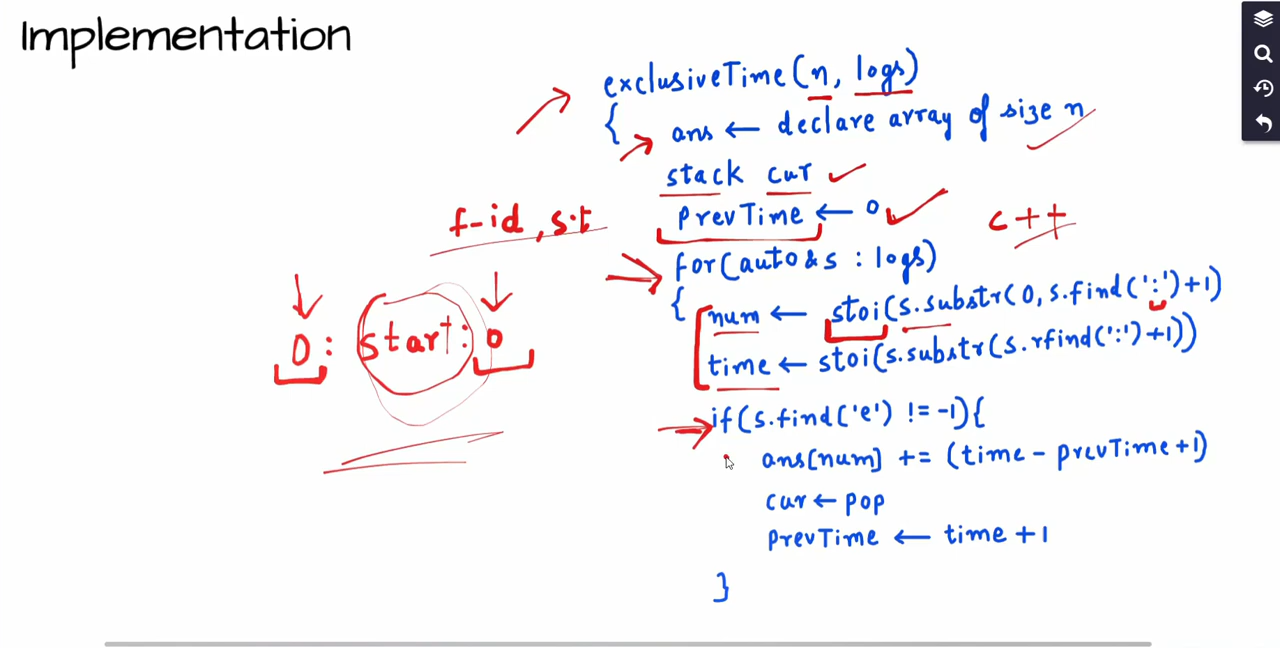 Implementation
exclusiveTime(n, logs)
{ ans ← declare array of size n
stack cur
PrevTime ← 0
f-id, s.t
c++
for(auto& s : logs)
{ num ← stoi(s.substr(0, s.find(':')+1)
0: start: 0
time ← stoi(s.substr(s.rfind(':')+1))
if(s.find('e') != -1){
ans[num] += (time - prevTime+1)
cur ← pop
PrevTime ← time +1
}